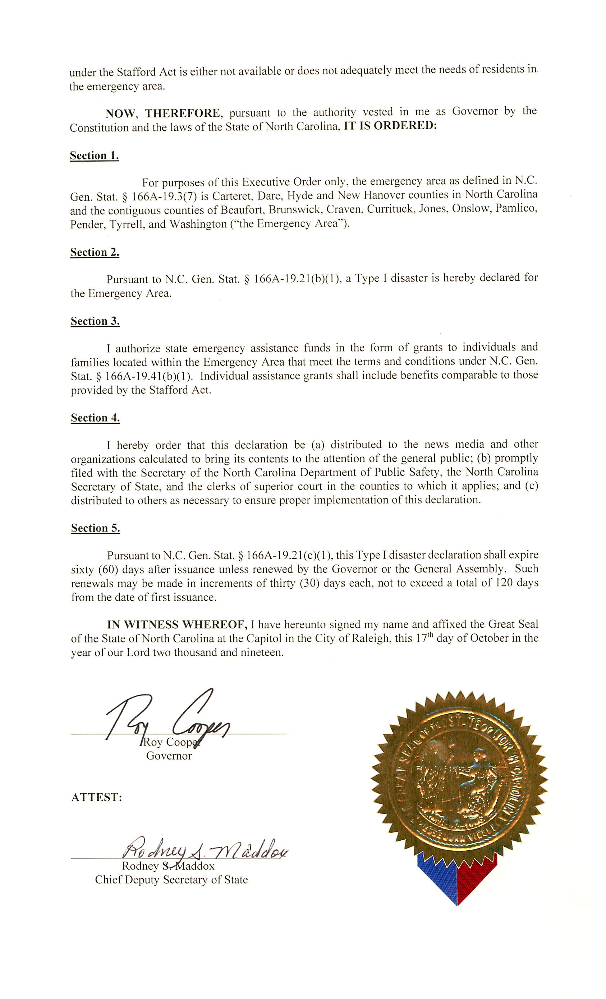 under the Stafford Act is either not available or does not adequately meet the needs of residents in
the emergency area.
NOW, THEREFORE, pursuant to the authority vested in me as Governor by the
Constitution and the laws of the State of North Carolina, IT IS ORDERED:
Section 1.
For purposes of this Executive Order only, the emergency area as defined in N.C.
Gen. Stat. § 166A-19.3(7) is Carteret, Dare, Hyde and New Hanover counties in North Carolina
and the contiguous counties of Beaufort, Brunswick, Craven, Currituck, Jones, Onslow, Pamlico,
Pender, Tyrrell, and Washington (“the Emergency Area”).
Section 2.
Pursuant to N.C. Gen. Stat. § 166A-19.21(b)(1), a Type I disaster is hereby declared for
the Emergency Area.
Section 3.
I authorize state emergency assistance funds in the form of grants to individuals and
families located within the Emergency Area that meet the terms and conditions under N.C. Gen.
Stat. § 166A-19.41(b)(1). Individual assistance grants shall include benefits comparable to those
provided by the Stafford Act.
Section 4.
I hereby order that this declaration be (a) distributed to the news media and other
organizations calculated to bring its contents to the attention of the general public; (b) promptly
filed with the Secretary of the North Carolina Department of Public Safety, the North Carolina
Secretary of State, and the clerks of superior court in the counties to which it applies; and (c)
distributed to others as necessary to ensure proper implementation of this declaration.
Section 5.
Pursuant to N.C. Gen. Stat. § 166A-19.21(c)(1), this Type I disaster declaration shall expire
sixty (60) days after issuance unless renewed by the Governor or the General Assembly. Such
renewals may be made in increments of thirty (30) days each, not to exceed a total of 120 days
from the date of first issuance.
IN WITNESS WHEREOF, I have hereunto signed my name and affixed the Great Seal
of the State of North Carolina at the Capitol in the City of Raleigh, this 17th day of October in the
year of our Lord two thousand and nineteen.
Roy Cooper
Roy Cooper
Governor
ATTEST:
Rodney S. Maddox
Rodney S. Maddox
Chief Deputy Secretary of State
GREAT SEAL OF THE STATE OF NORTH CAROLINA
ESSE QUAM VIDERI